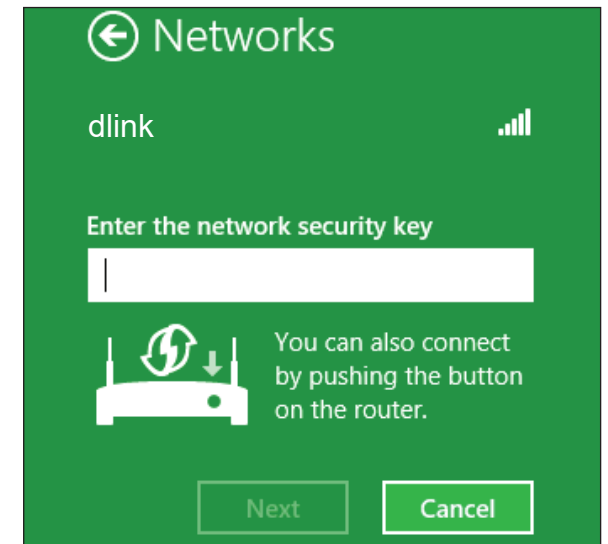 Networks
dlink
Enter the network security key
You can also connect
by pushing the button
on the router.
Next
Cancel